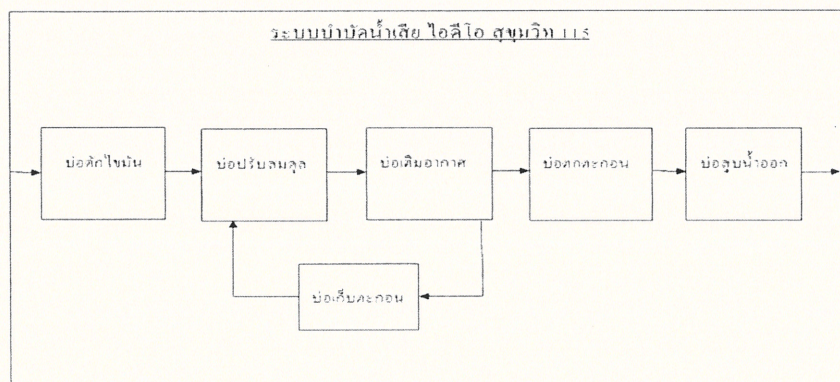 ระบบบำบัดน้ำเสีย ไอดีโอ สุขุมวิท 115
บ่อดักไขมัน
บ่อปรับสมดุล
บ่อเติมอากาศ
บ่อตกตะกอน
บ่อสูบน้ำออก
บ่อเก็บตะกอน